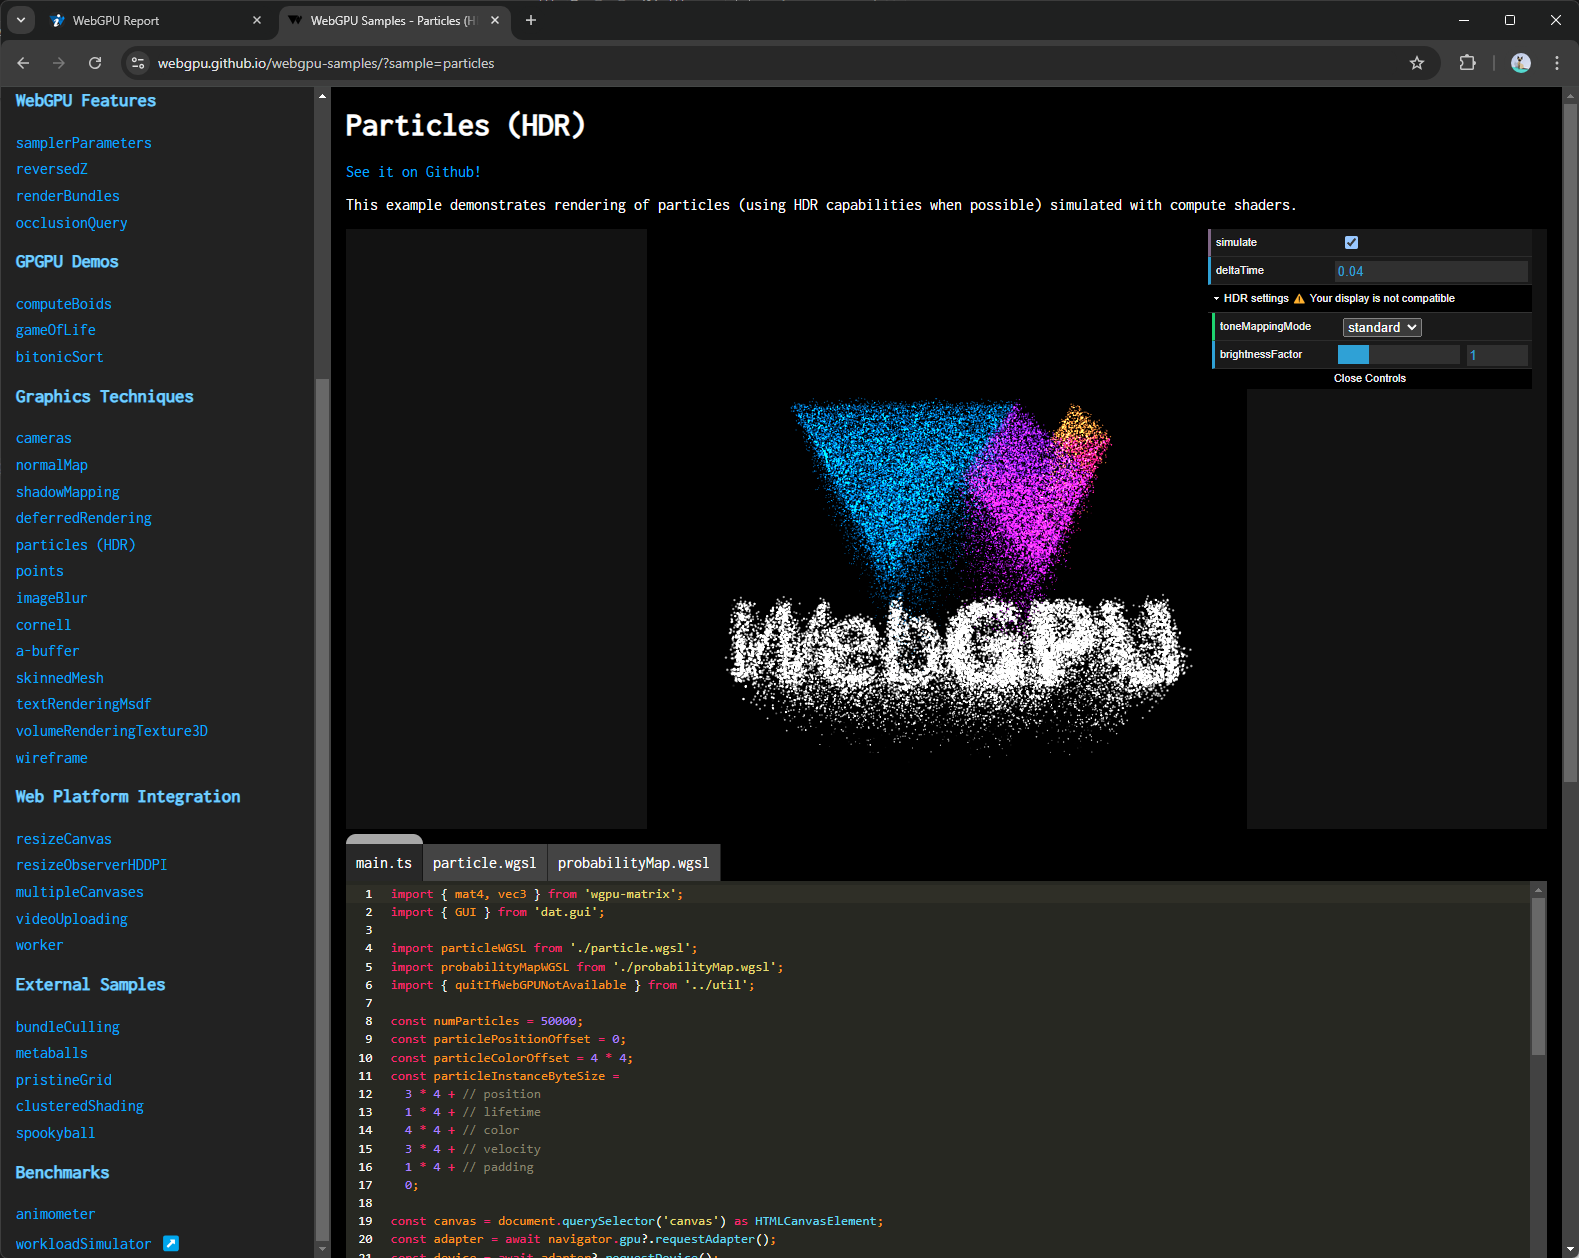 WebGPU Report
WebGPU Samples - Particles (H
webgpu.github.io/webgpu-samples/?sample=particles
WebGPU Features
samplerParameters
reversedZ
renderBundles
occlusionQuery
GPGPU Demos
computeBoids
gameOfLife
bitonicSort
Graphics Techniques
cameras
normalMap
shadowMapping
deferredRendering
particles (HDR)
points
imageBlur
cornell
a-buffer
skinnedMesh
textRenderingMsdf
volumeRenderingTexture3D
wireframe
Web Platform Integration
resizeCanvas
resizeObserverHDDPI
multipleCanvases
videoUploading
worker
External Samples
bundleCulling
metaballs
pristineGrid
clusteredShading
spookyball
Benchmarks
animometer
workloadSimulator
Particles (HDR)
See it on Github!
This example demonstrates rendering of particles (using HDR capabilities when possible) simulated with compute shaders.
simulate
deltaTime 0.04
HDR settings ⚠ Your display is not compatible
toneMappingMode standard
brightnessFactor 1
Close Controls
WebGPU
main.ts particle.wgsl probabilityMap.wgsl
1 import { mat4, vec3 } from 'wgpu-matrix';
2 import { GUI } from 'dat.gui';
3
4 import particleWGSL from './particle.wgsl';
5 import probabilityMapWGSL from './probabilityMap.wgsl';
6 import { quitIfWebGPUNotAvailable } from '../util';
7
8 const numParticles = 50000;
9 const particlePositionOffset = 0;
10 const particleColorOffset = 4 * 4;
11 const particleInstanceByteSize =
12 3 * 4 + // position
13 1 * 4 + // lifetime
14 4 * 4 + // color
15 3 * 4 + // velocity
16 1 * 4 + // padding
17 0;
18
19 const canvas = document.querySelector('canvas') as HTMLCanvasElement;
20 const adapter = await navigator.gpu?.requestAdapter();
21 const device = await adapter?.requestDevice();